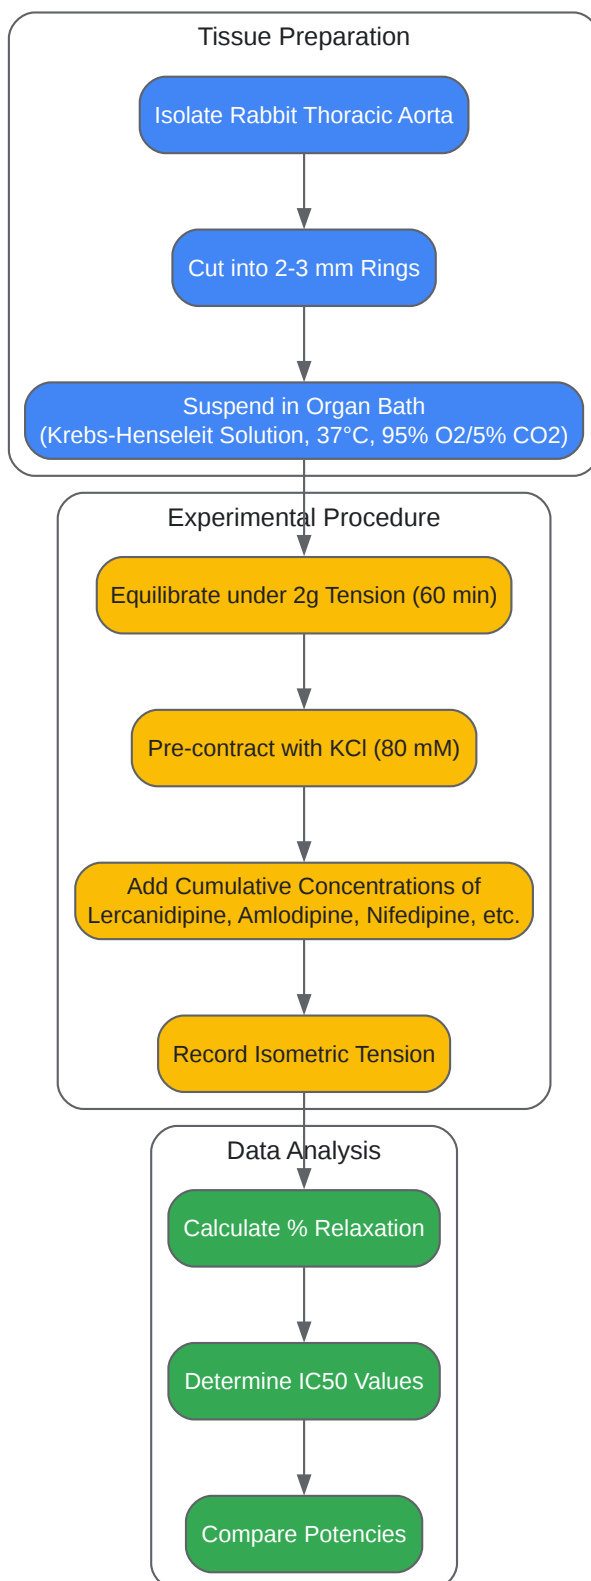 Tissue Preparation
Isolate Rabbit Thoracic Aorta
Cut into 2-3 mm Rings
Suspend in Organ Bath
(Krebs-Henseleit Solution, 37°C, 95% O2/5% CO2)
Experimental Procedure
Equilibrate under 2g Tension (60 min)
Pre-contract with KCl (80 mM)
Add Cumulative Concentrations of
Lercanidipine, Amlodipine, Nifedipine, etc.
Record Isometric Tension
Data Analysis
Calculate % Relaxation
Determine IC50 Values
Compare Potencies